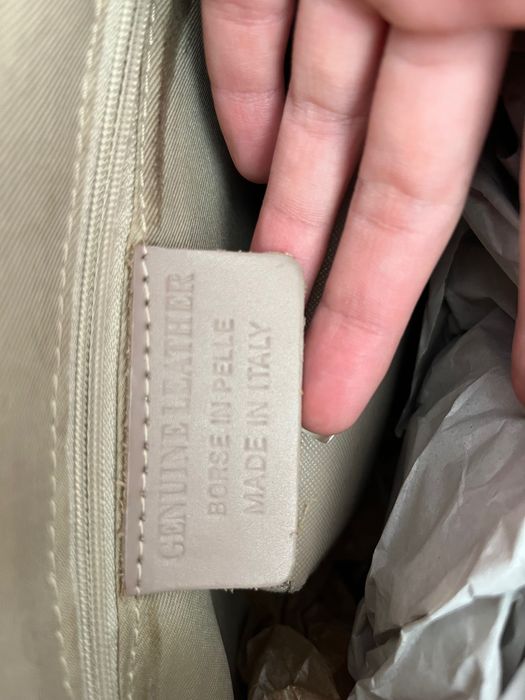 GENUINE LEATHER
BORSE IN PELLE
MADE IN ITALY